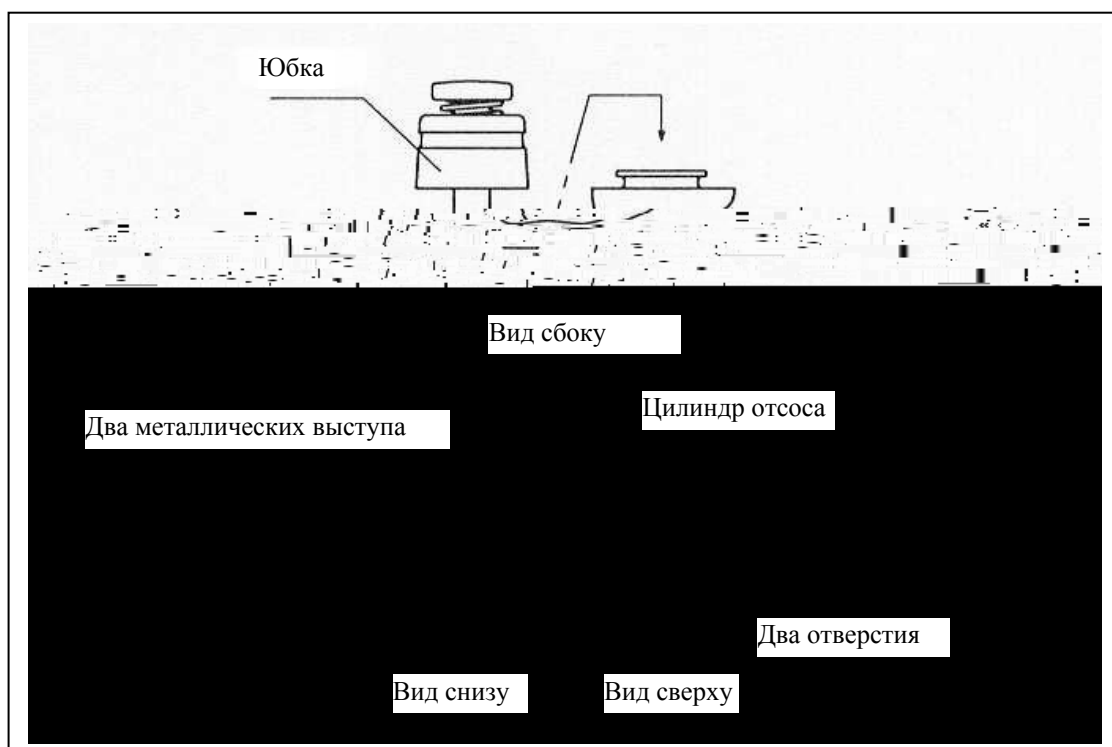 Юбка
Вид сбоку
Цилиндр отсоса
Два металлических выступа
Два отверстия
Вид снизу
Вид сверху